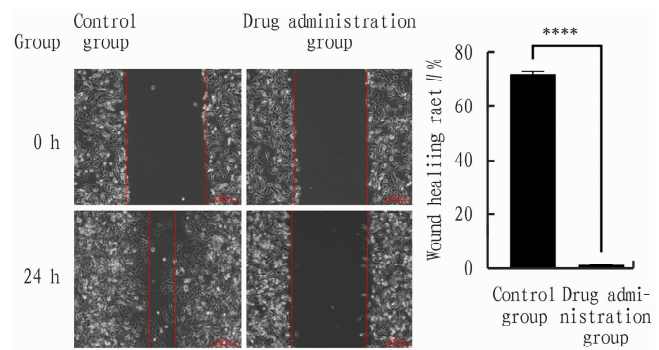 Group
Control
group
Drug administration
group
0 h
24 h
Wound healiing raet //%
80
60
40
20
0
****
Control
group
Drug admi-
nistration
group